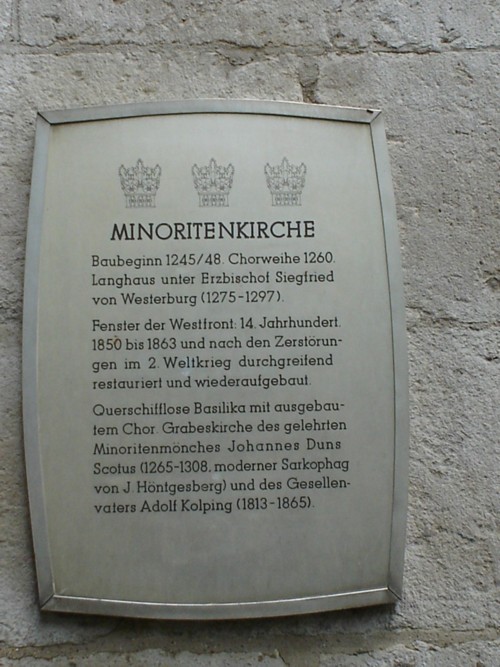 MINORITENKIRCHE
Baubeginn 1245/48. Chorweihe 1260.
Langhaus unter Erzbischof Siegfried
von Westerburg (1275-1297).
Fenster der Westfront: 14. Jahrhundert.
1850 bis 1863 und nach den Zerstörun-
gen im 2. Weltkrieg durchgreifend
restauriert und wiederaufgebaut.
Querschifflose Basilika mit ausgebau-
tem Chor. Grabeskirche des gelehrten
Minoritenmönches Johannes Duns
Scotus (1265-1308, moderner Sarkophag
von J. Höntgesberg) und des Gesellen-
vaters Adolf Kolping (1813-1865).